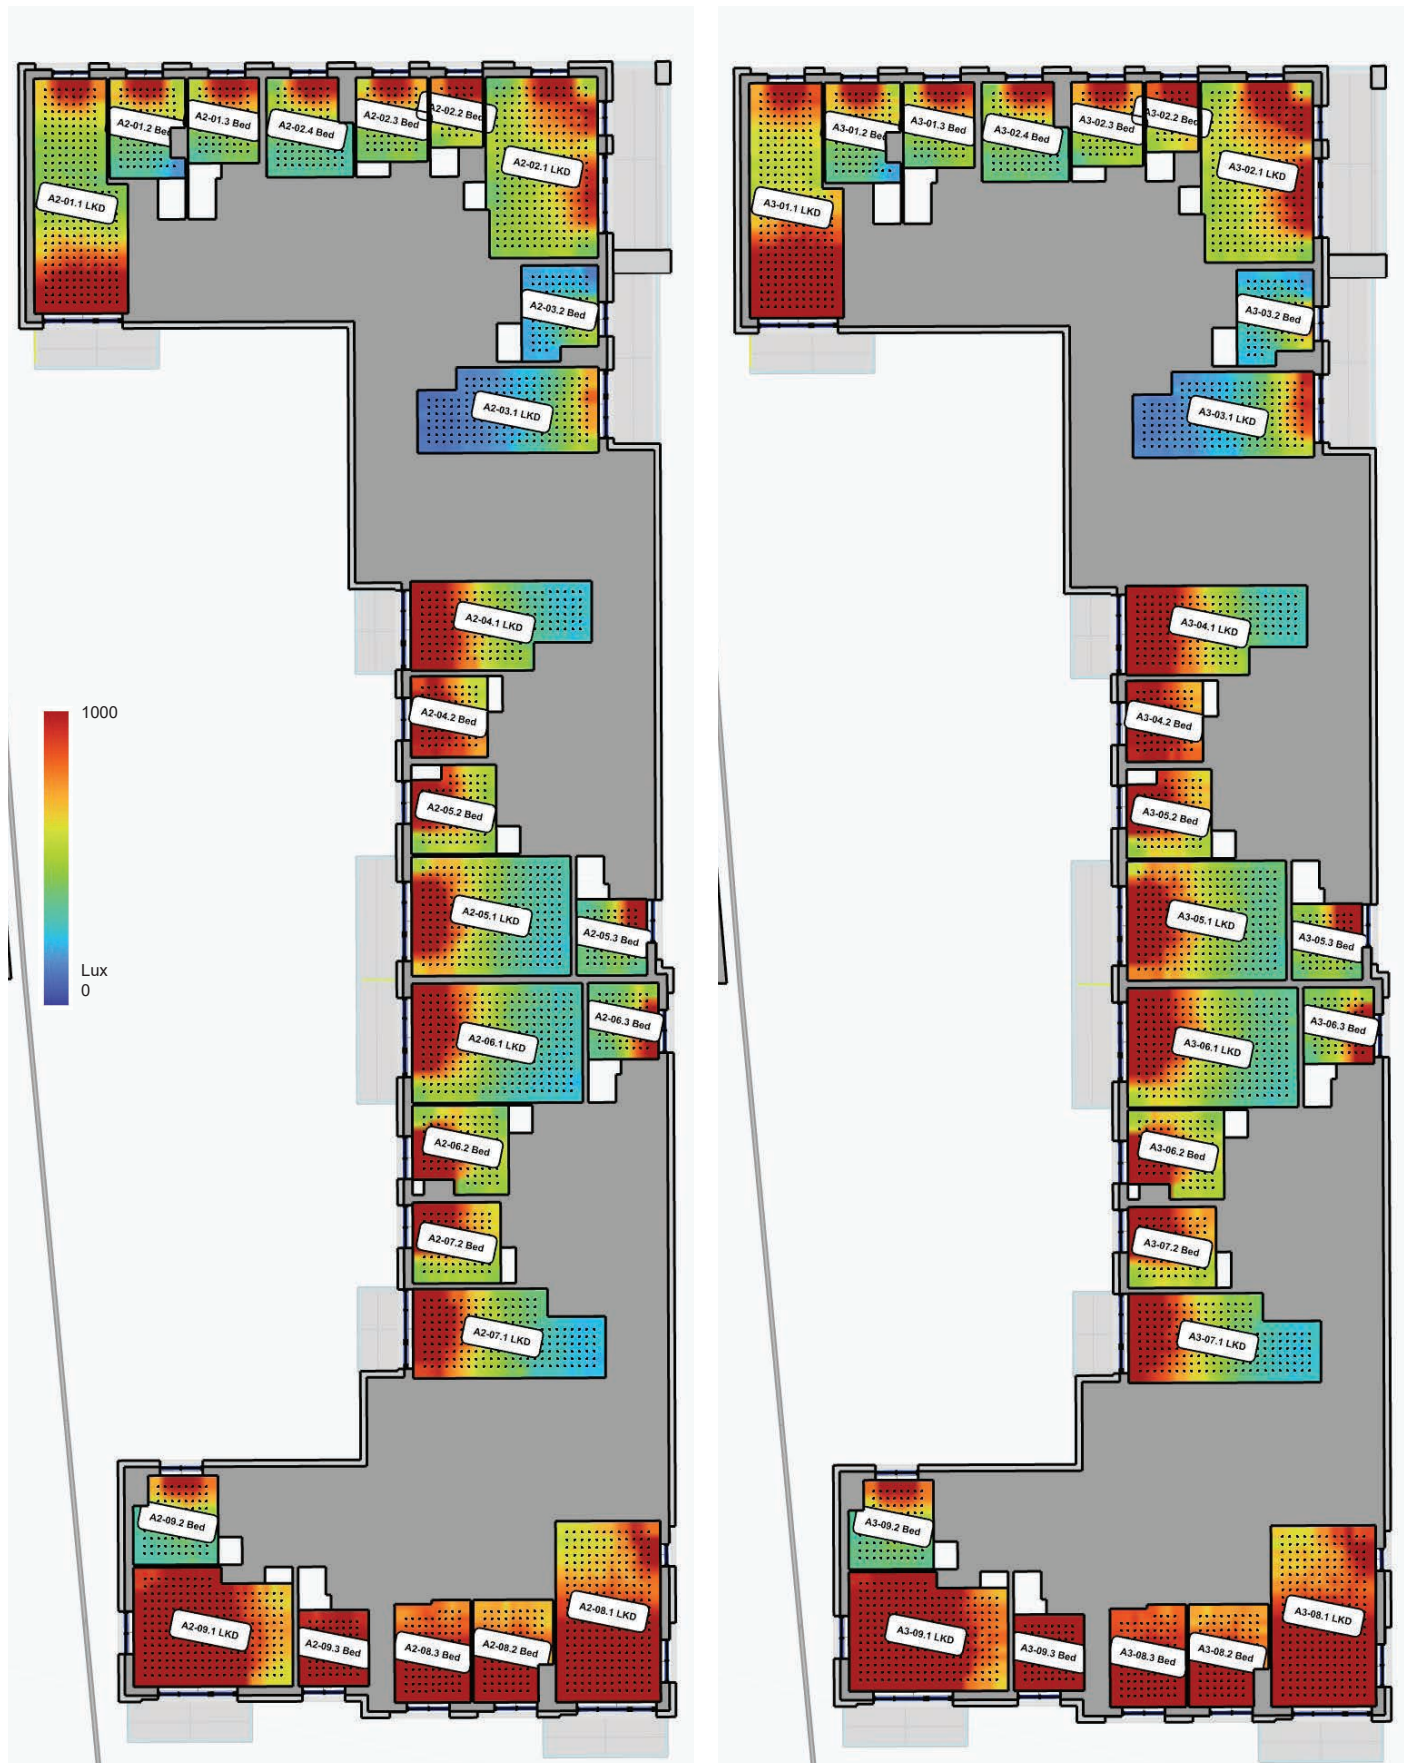 A2-01.1 LKD
A2-01.2 Bed
A2-01.3 Bed
A2-02.4 Bed
A2-02.3 Bed
A2-02.2 Bed
A2-02.1 LKD
A2-03.2 Bed
A2-03.1 LKD
A2-04.1 LKD
A2-04.2 Bed
A2-05.2 Bed
A2-05.1 LKD
A2-05.3 Bed
A2-06.3 Bed
A2-06.1 LKD
A2-06.2 Bed
A2-07.2 Bed
A2-07.1 LKD
A2-09.2 Bed
A2-09.1 LKD
A2-09.3 Bed
A2-08.3 Bed
A2-08.2 Bed
A2-08.1 LKD
1000
Lux
0
A3-01.1 LKD
A3-01.2 Bed
A3-01.3 Bed
A3-02.4 Bed
A3-02.3 Bed
A3-02.2 Bed
A3-02.1 LKD
A3-03.2 Bed
A3-03.1 LKD
A3-04.1 LKD
A3-04.2 Bed
A3-05.2 Bed
A3-05.1 LKD
A3-05.3 Bed
A3-06.3 Bed
A3-06.1 LKD
A3-06.2 Bed
A3-07.2 Bed
A3-07.1 LKD
A3-09.2 Bed
A3-09.1 LKD
A3-09.3 Bed
A3-08.3 Bed
A3-08.2 Bed
A3-08.1 LKD